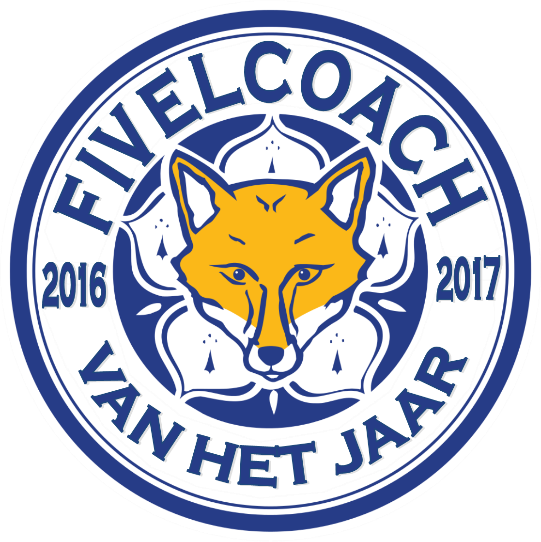 FIVELCOACH
2016
2017
VAN HET JAAR